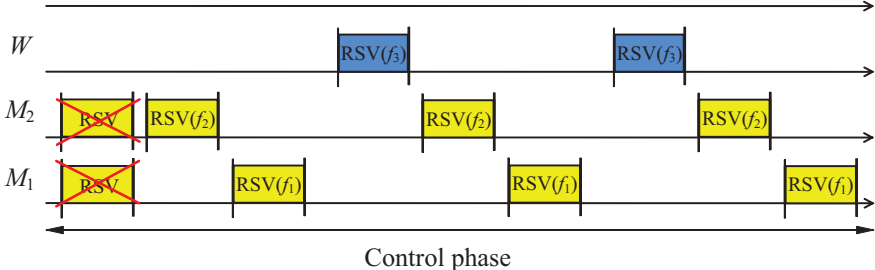 W RSV(f3) RSV(f3)
M2 RSV RSV(f2) RSV(f2) RSV(f2)
M1 RSV RSV(f1) RSV(f1) RSV(f1)
Control phase